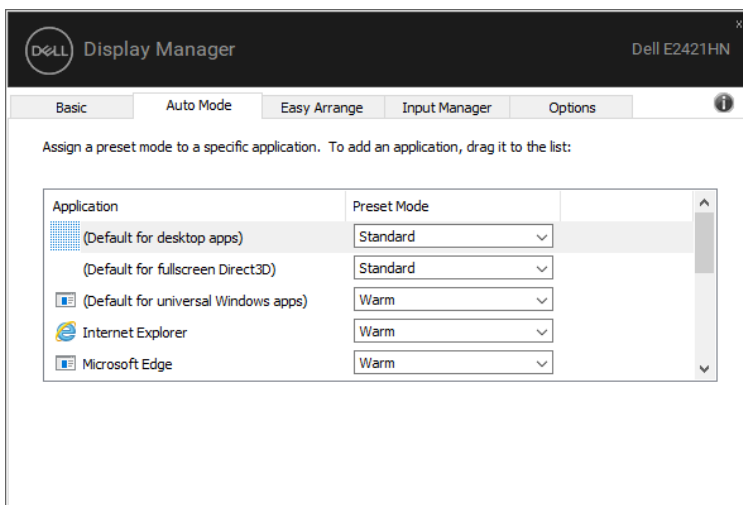 x
DELL Display Manager Dell E2421HN
Basic Auto Mode Easy Arrange Input Manager Options i
Assign a preset mode to a specific application. To add an application, drag it to the list:
Application Preset Mode
(Default for desktop apps) Standard
(Default for fullscreen Direct3D) Standard
(Default for universal Windows apps) Warm
Internet Explorer Warm
Microsoft Edge Warm